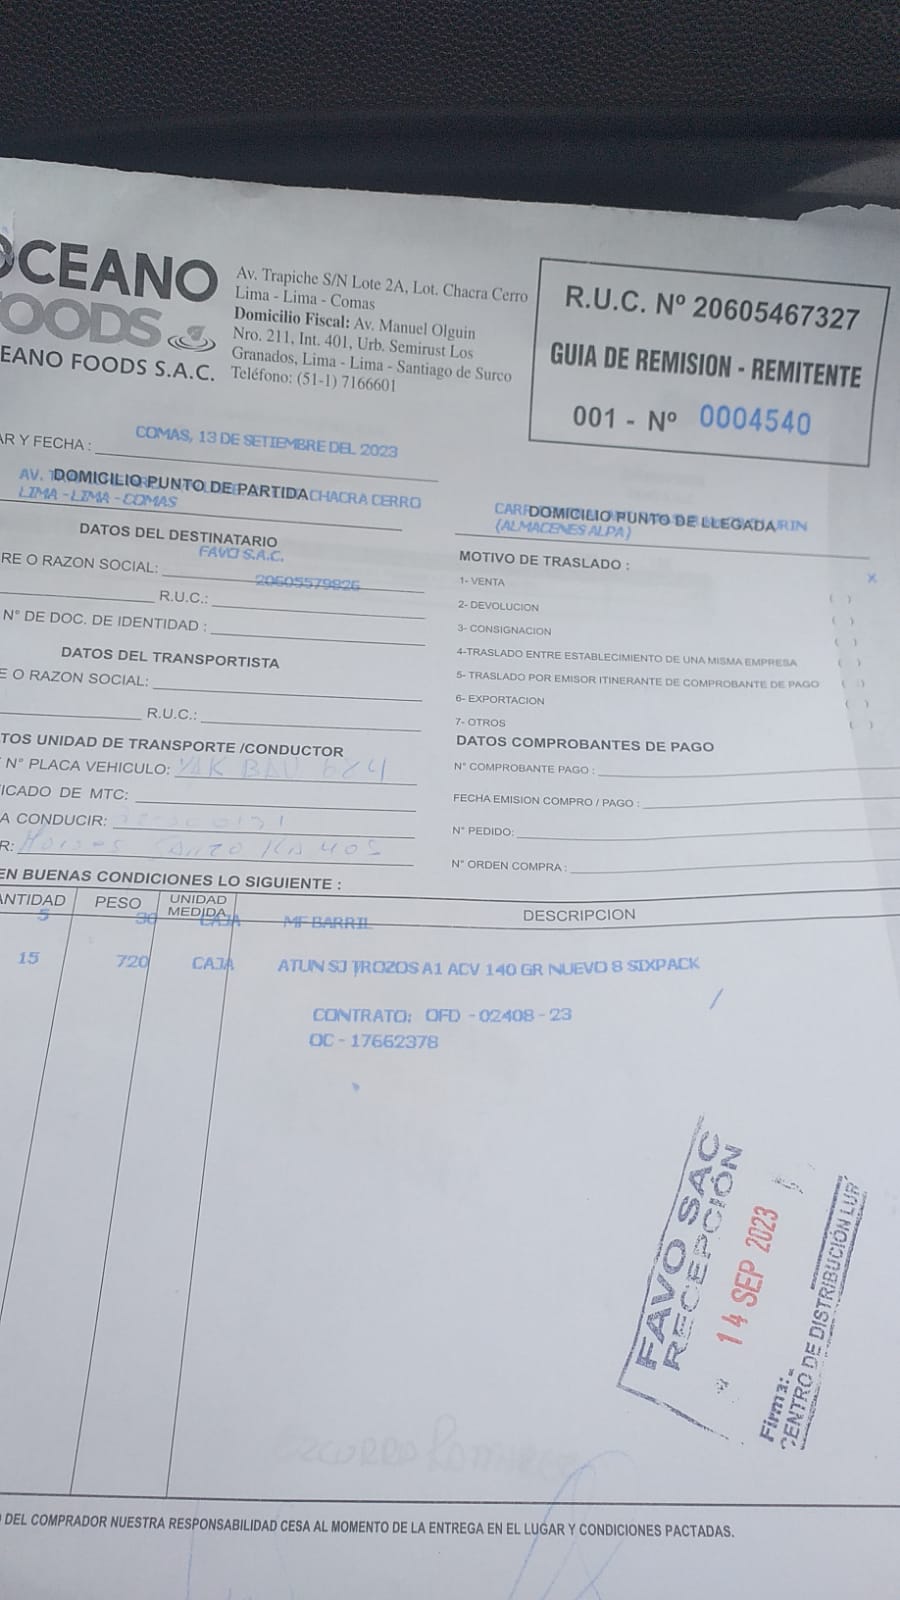 OCEANO
FOODS
OCEANO FOODS S.A.C.
Av. Trapiche S/N Lote 2A, Lot. Chacra Cerro
Lima - Lima - Comas
Domicilio Fiscal: Av. Manuel Olguin
Nro. 211, Int. 401, Urb. Semirust Los
Granados, Lima - Lima - Santiago de Surco
Teléfono: (51-1) 7166601
R.U.C. Nº 20605467327
GUIA DE REMISION - REMITENTE
001 - Nº 0004540
AR Y FECHA : COMAS, 13 DE SETIEMBRE DEL 2023
DOMICILIO PUNTO DE PARTIDA
AV. CHACRA CERRO
LIMA - LIMA - COMAS
DOMICILIO PUNTO DE LLEGADA
(ALMACENES ALPA)
DATOS DEL DESTINATARIO
FAVO S.A.C.
RE O RAZON SOCIAL:
20605579826
R.U.C.:
N° DE DOC. DE IDENTIDAD :
DATOS DEL TRANSPORTISTA
E O RAZON SOCIAL:
R.U.C.:
MOTIVO DE TRASLADO :
1- VENTA x
2- DEVOLUCION ( )
3- CONSIGNACION ( )
4-TRASLADO ENTRE ESTABLECIMIENTO DE UNA MISMA EMPRESA ( )
5- TRASLADO POR EMISOR ITINERANTE DE COMPROBANTE DE PAGO ( )
6- EXPORTACION ( )
7- OTROS ( )
TOS UNIDAD DE TRANSPORTE /CONDUCTOR
N° PLACA VEHICULO:
ICADO DE MTC:
A CONDUCIR:
R:
DATOS COMPROBANTES DE PAGO
N° COMPROBANTE PAGO :
FECHA EMISION COMPRO / PAGO :
N° PEDIDO:
N° ORDEN COMPRA :
EN BUENAS CONDICIONES LO SIGUIENTE :
ANTIDAD PESO UNIDAD MEDIDA DESCRIPCION
5 30 CAJA MF BARRIL
15 720 CAJA ATUN SJ TROZOS A1 ACV 140 GR NUEVO 8 SIXPACK
CONTRATO: OFD - 02408 - 23
OC - 17662378
FAVO SAC
RECEPCIÓN
14 SEP 2023
Firma:
CENTRO DE DISTRIBUCIÓN LUR
DEL COMPRADOR NUESTRA RESPONSABILIDAD CESA AL MOMENTO DE LA ENTREGA EN EL LUGAR Y CONDICIONES PACTADAS.